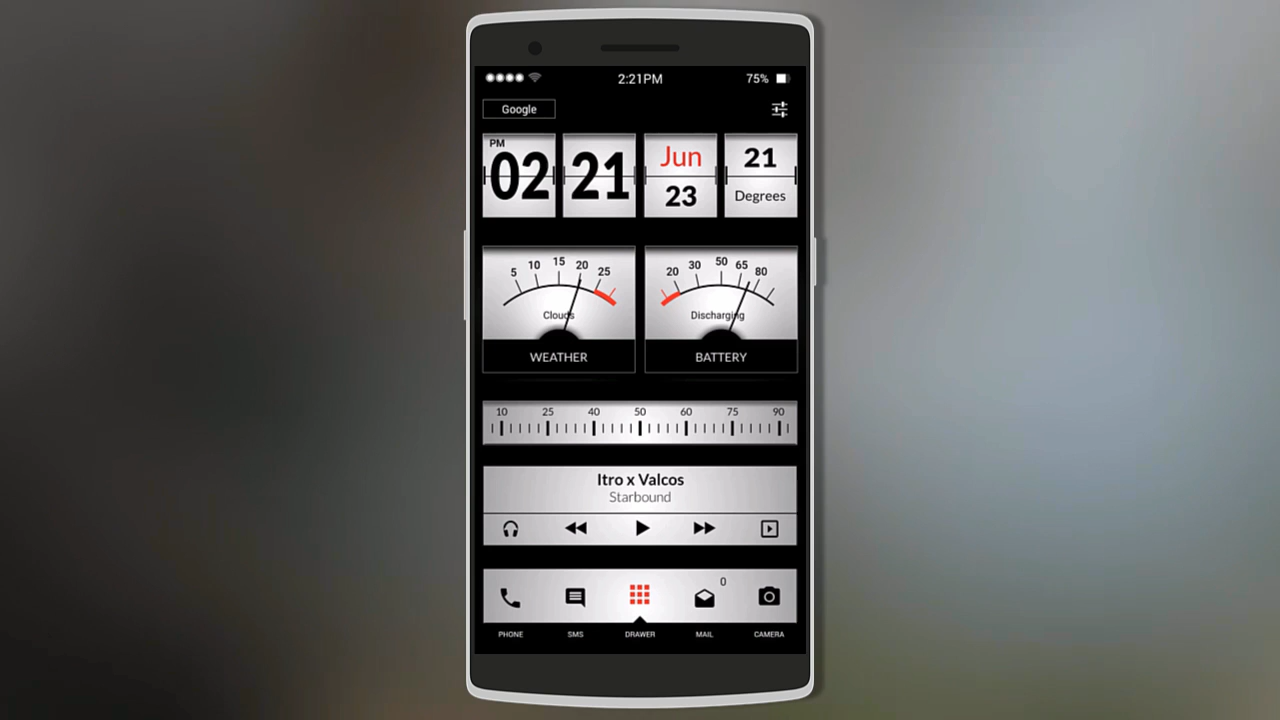 2:21PM 75%
Google
PM
02 21 Jun 21
23 Degrees
5 10 15 20 25 20 30 50 65 80
Clouds Discharging
WEATHER BATTERY
10 25 40 50 60 75 90
Itro x Valcos
Starbound
0
PHONE SMS DRAWER MAIL CAMERA